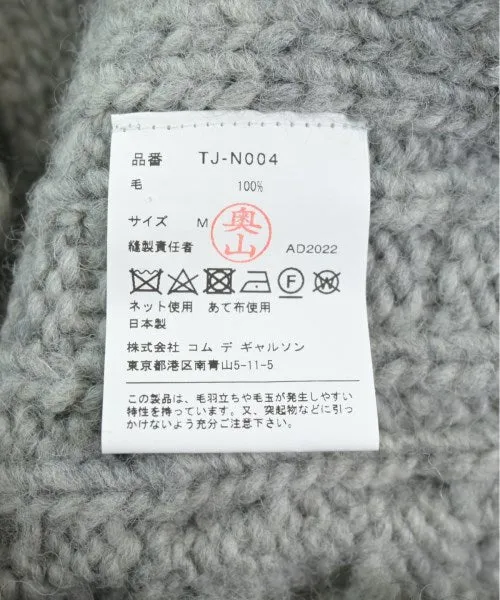 品番 TJ-N004
毛 100%
サイズ M
奥山
縫製責任者 AD2022
F W
ネット使用 あて布使用
日本製
株式会社 コム デ ギャルソン
東京都港区南青山5-11-5
この製品は、毛羽立ちや毛玉が発生しやすい
特性を持っています。又、突起物などに引っ
かけないよう充分ご注意下さい。